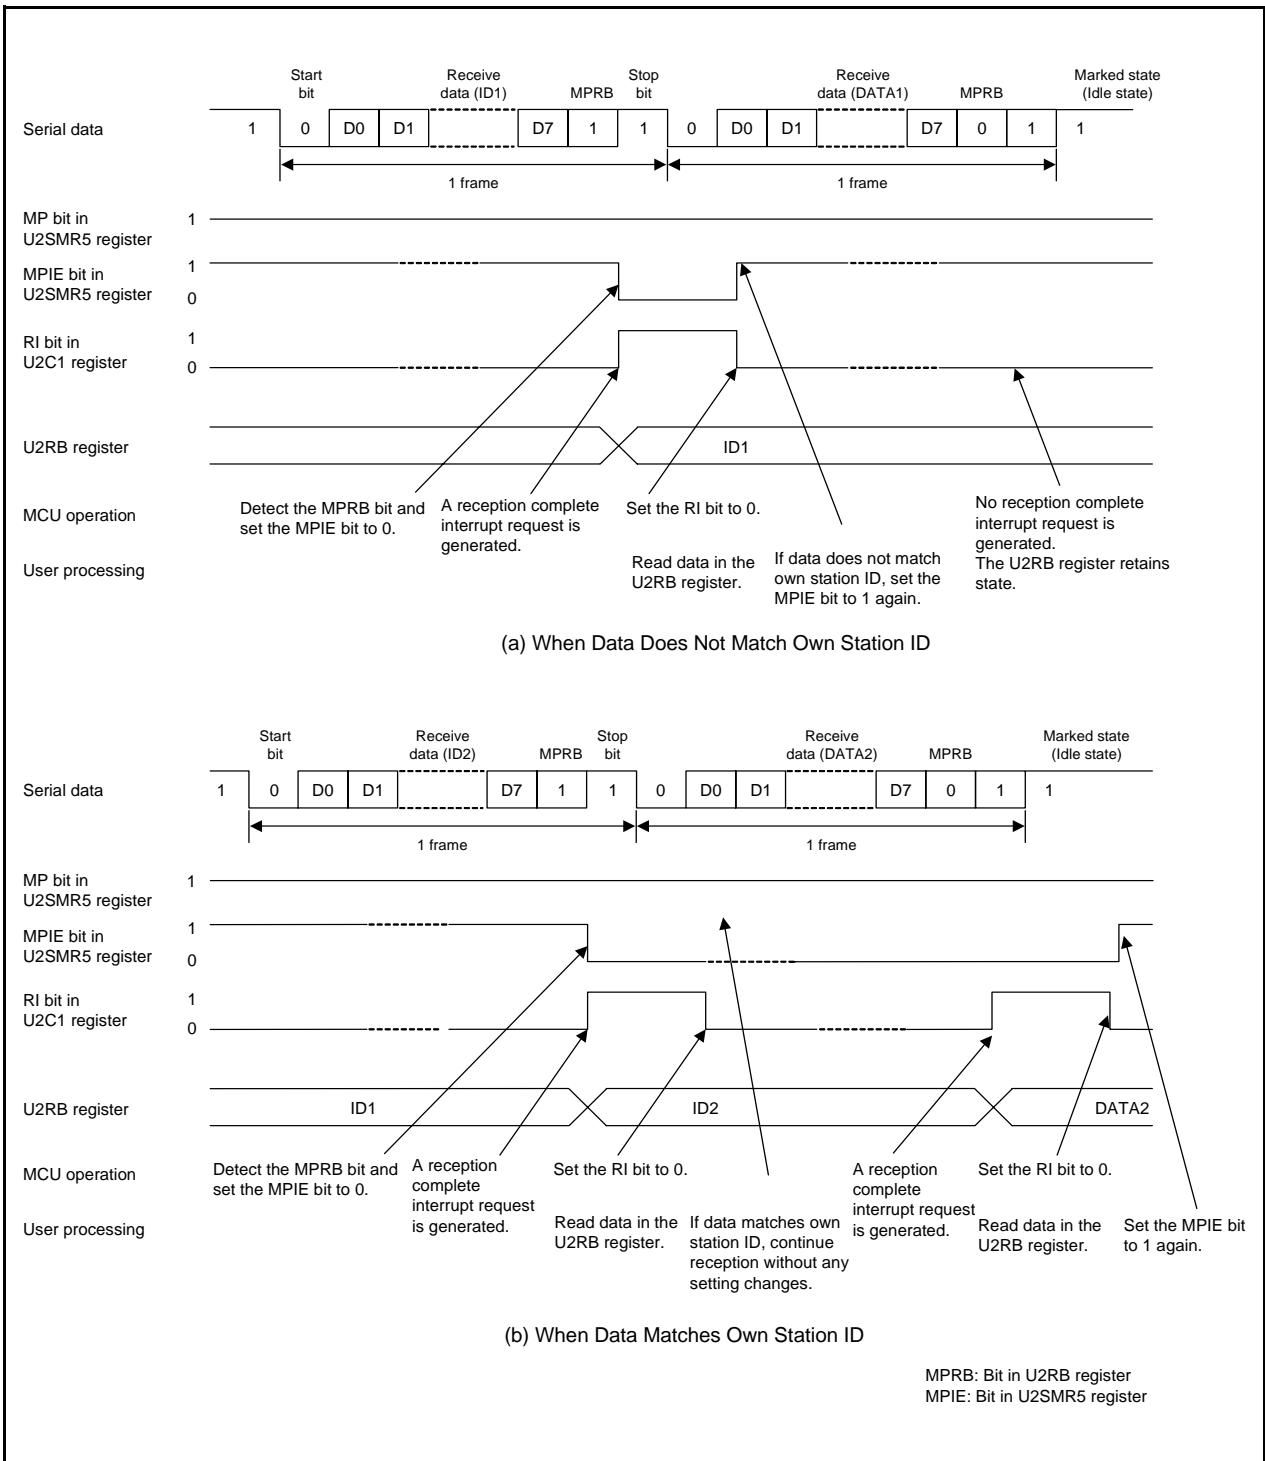 Start bit
Receive data (ID1)
MPRB
Stop bit
Receive data (DATA1)
MPRB
Marked state (Idle state)
Serial data
1 0 D0 D1 D7 1 1 0 D0 D1 D7 0 1 1
1 frame
1 frame
MP bit in
U2SMR5 register
1
MPIE bit in
U2SMR5 register
1
0
RI bit in
U2C1 register
1
0
U2RB register
ID1
MCU operation
Detect the MPRB bit and
set the MPIE bit to 0.
A reception complete
interrupt request is
generated.
Set the RI bit to 0.
No reception complete
interrupt request is
generated.
The U2RB register retains
state.
User processing
Read data in the
U2RB register.
If data does not match
own station ID, set the
MPIE bit to 1 again.
(a) When Data Does Not Match Own Station ID
Start bit
Receive data (ID2)
MPRB
Stop bit
Receive data (DATA2)
MPRB
Marked state (Idle state)
Serial data
1 0 D0 D1 D7 1 1 0 D0 D1 D7 0 1 1
1 frame
1 frame
MP bit in
U2SMR5 register
1
MPIE bit in
U2SMR5 register
1
0
RI bit in
U2C1 register
1
0
U2RB register
ID1
ID2
DATA2
MCU operation
Detect the MPRB bit and
set the MPIE bit to 0.
A reception
complete
interrupt request
is generated.
Set the RI bit to 0.
A reception
complete
interrupt request
is generated.
Set the RI bit to 0.
User processing
Read data in the
U2RB register.
If data matches own
station ID, continue
reception without any
setting changes.
Read data in the
U2RB register.
Set the MPIE bit
to 1 again.
(b) When Data Matches Own Station ID
MPRB: Bit in U2RB register
MPIE: Bit in U2SMR5 register